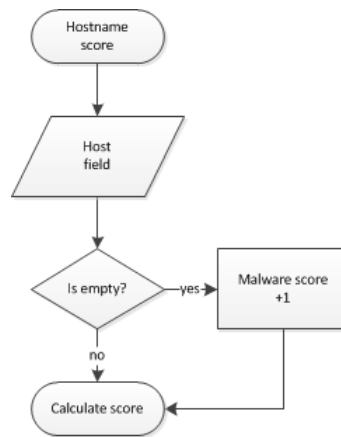 Hostname
score
Host
field
Is empty?
yes
Malware score
+1
no
Calculate score